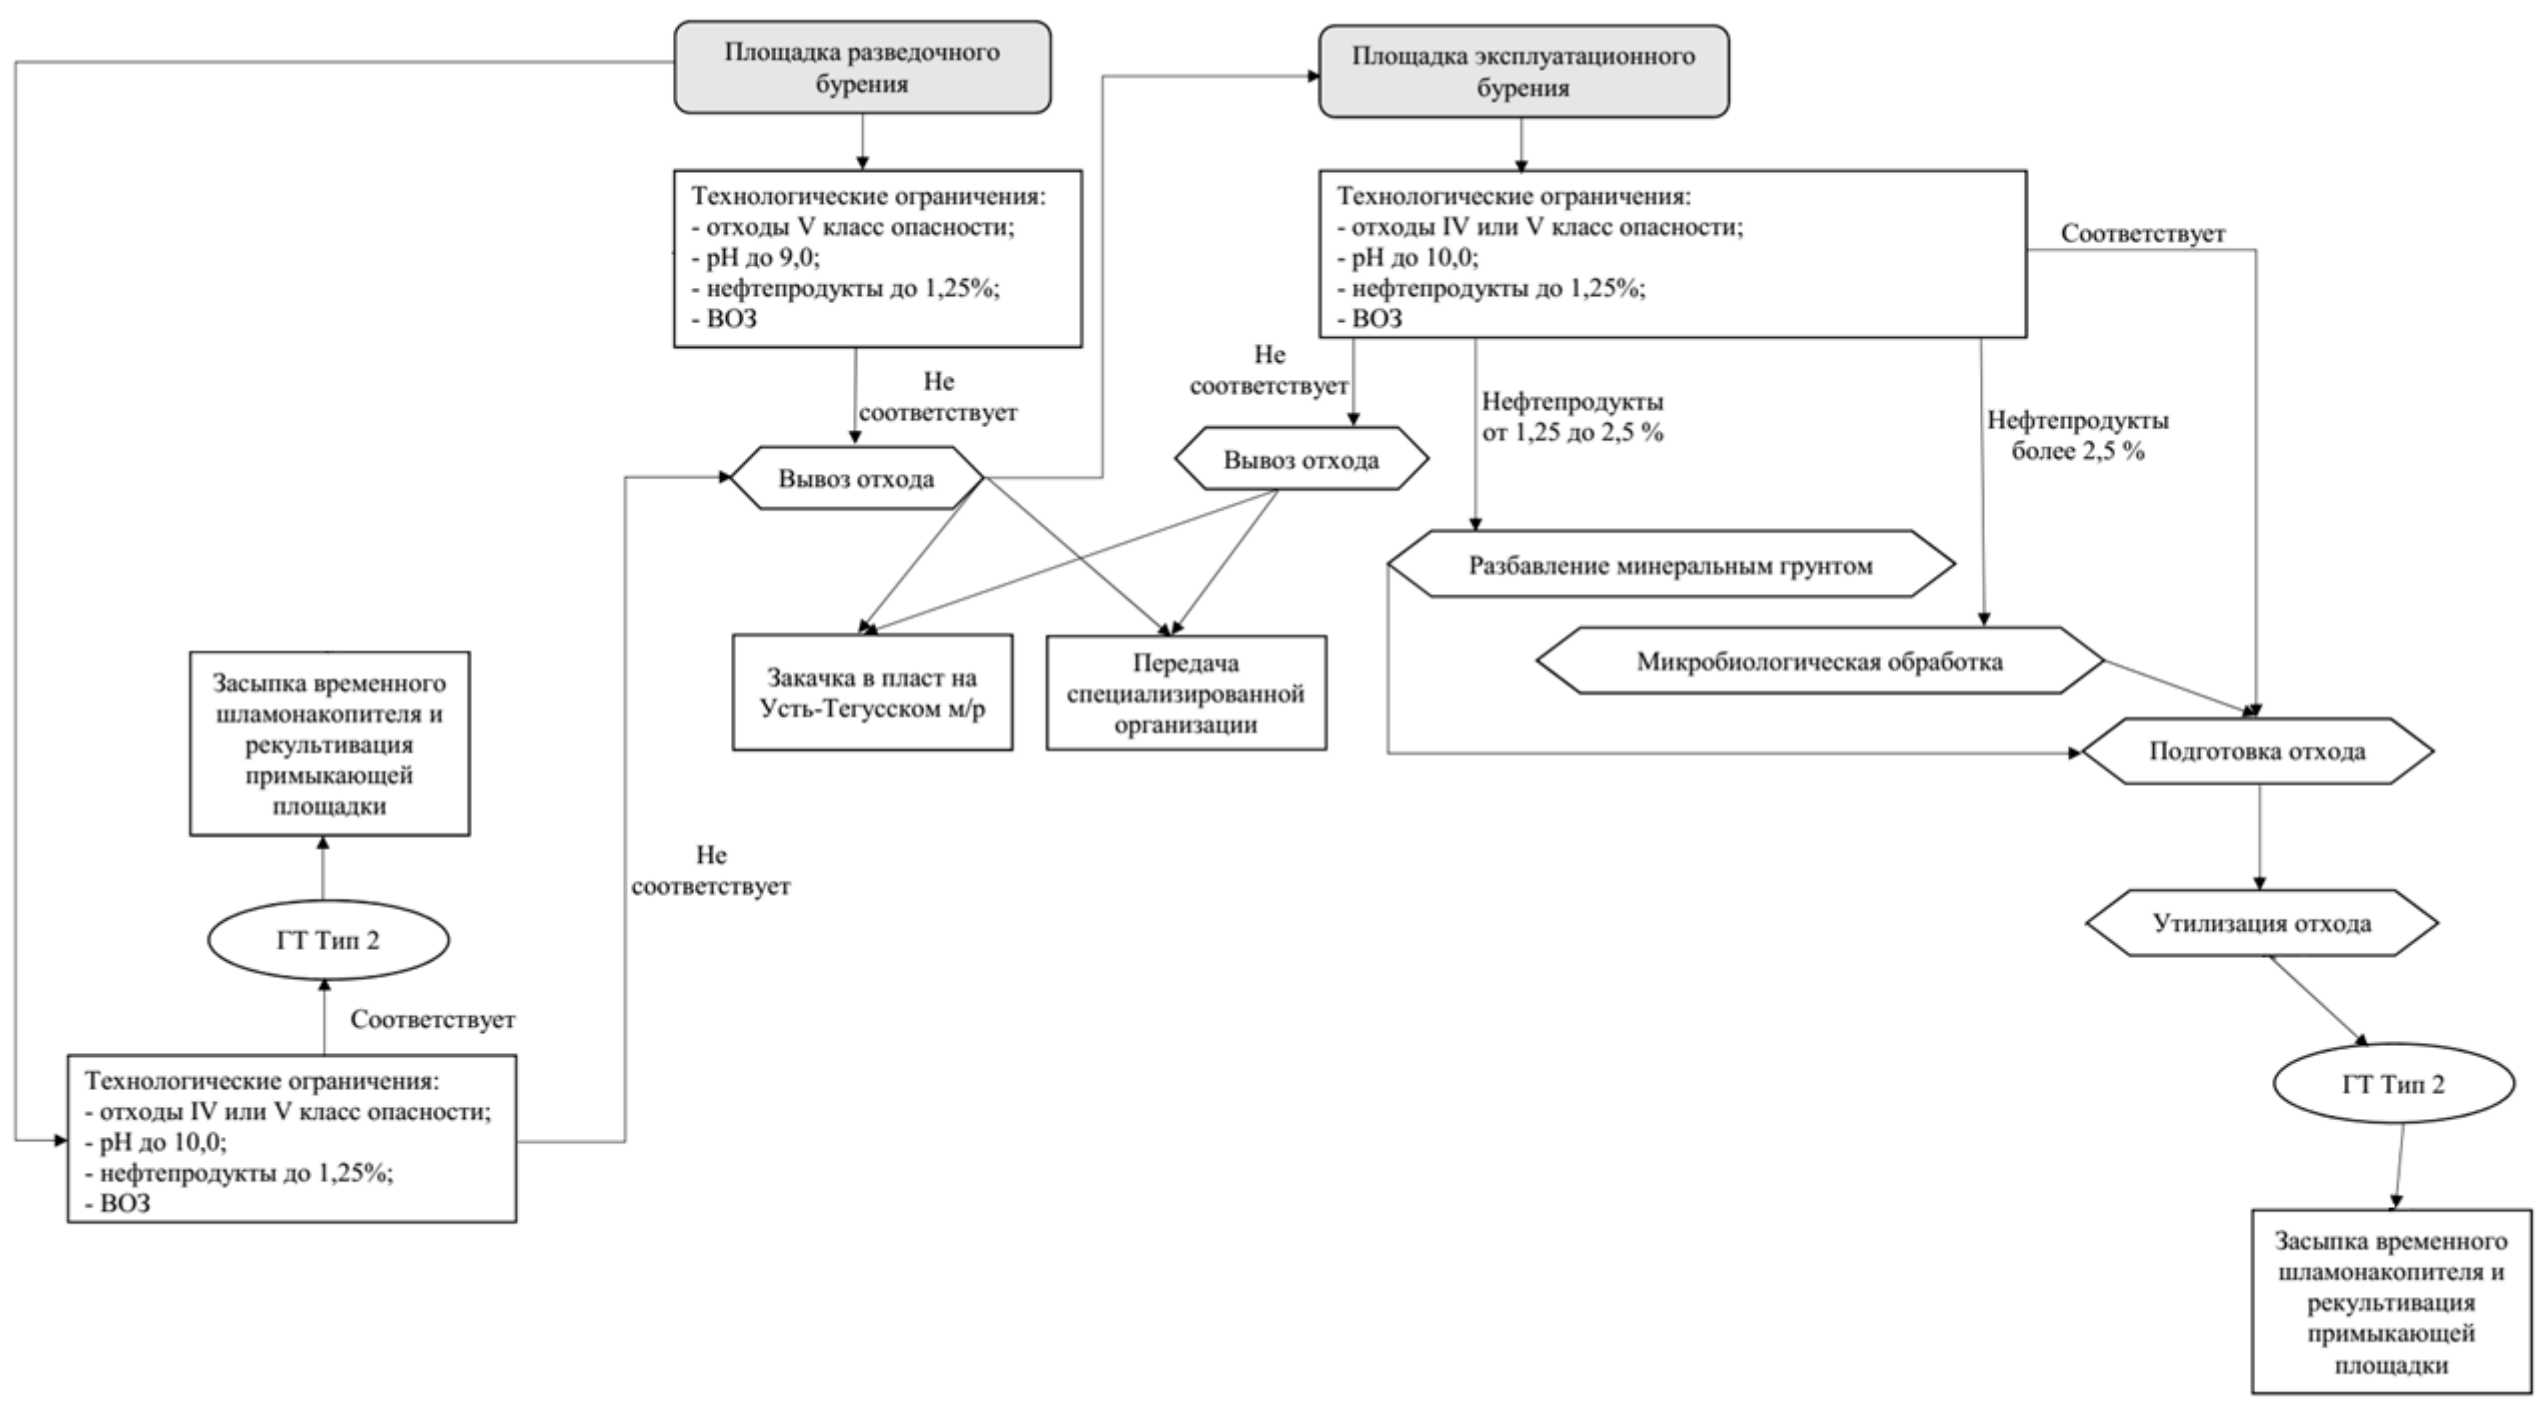 Площадка разведочного
бурения
Площадка эксплуатационного
бурения
Технологические ограничения:
- отходы V класс опасности;
- pH до 9,0;
- нефтепродукты до 1,25%;
- ВОЗ
Технологические ограничения:
- отходы IV или V класс опасности;
- pH до 10,0;
- нефтепродукты до 1,25%;
- ВОЗ
Соответствует
Не
соответствует
Не
соответствует
Нефтепродукты
от 1,25 до 2,5 %
Нефтепродукты
более 2,5 %
Вывоз отхода
Вывоз отхода
Разбавление минеральным грунтом
Микробиологическая обработка
Закачка в пласт на
Усть-Тегусском м/р
Передача
специализированной
организации
Засыпка временного
шламонакопителя и
рекультивация
примыкающей
площадки
Подготовка отхода
Не
соответствует
ГТ Тип 2
Утилизация отхода
Соответствует
Технологические ограничения:
- отходы IV или V класс опасности;
- pH до 10,0;
- нефтепродукты до 1,25%;
- ВОЗ
ГТ Тип 2
Засыпка временного
шламонакопителя и
рекультивация
примыкающей
площадки